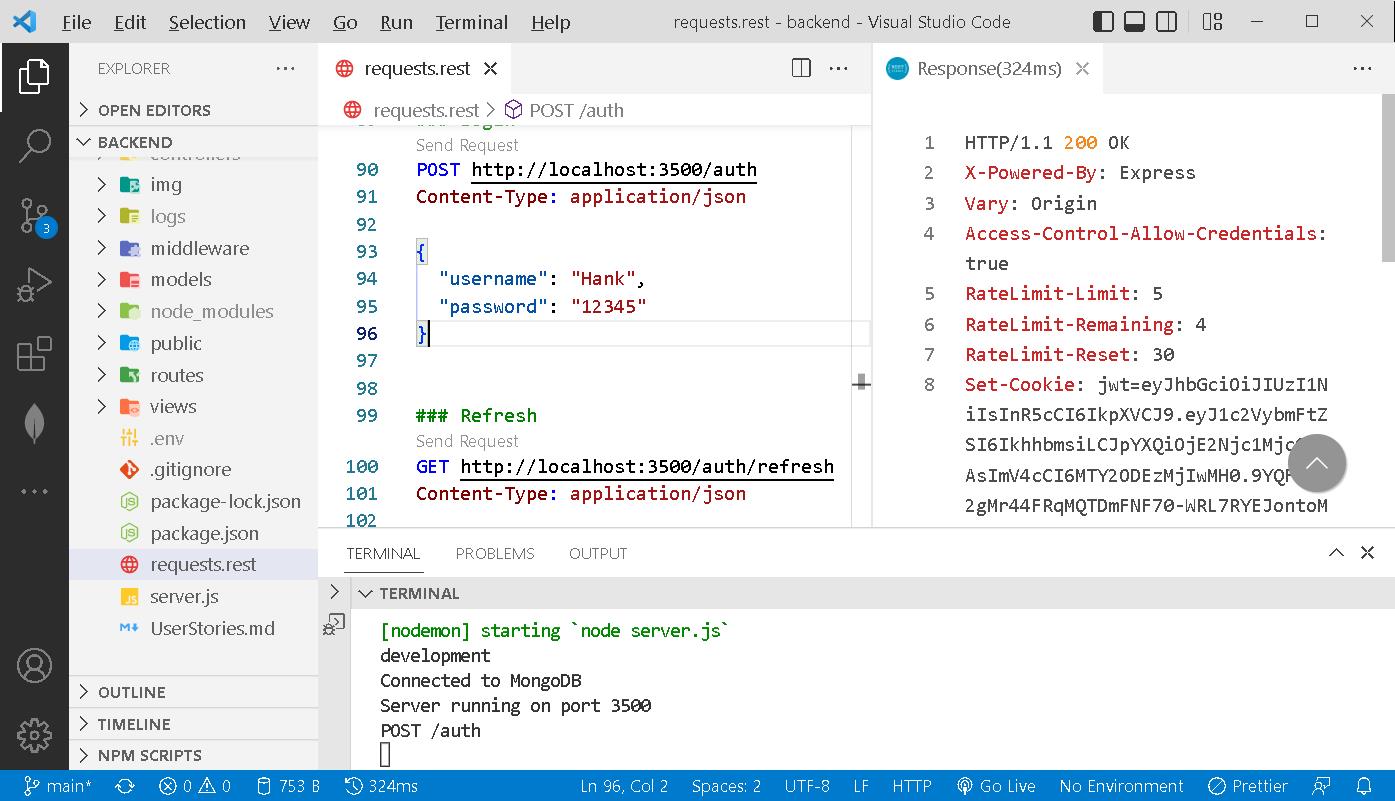 File Edit Selection View Go Run Terminal Help requests.rest - backend - Visual Studio Code
EXPLORER
OPEN EDITORS
BACKEND
controllers
img
logs
middleware
models
node_modules
public
routes
views
.env
.gitignore
package-lock.json
package.json
requests.rest
server.js
UserStories.md
OUTLINE
TIMELINE
NPM SCRIPTS
3
requests.rest
requests.rest > POST /auth
### Login
Send Request
90 POST http://localhost:3500/auth
91 Content-Type: application/json
92
93 {
94 "username": "Hank",
95 "password": "12345"
96 }
97
98
99 ### Refresh
Send Request
100 GET http://localhost:3500/auth/refresh
101 Content-Type: application/json
102
Response(324ms)
1 HTTP/1.1 200 OK
2 X-Powered-By: Express
3 Vary: Origin
4 Access-Control-Allow-Credentials:
true
5 RateLimit-Limit: 5
6 RateLimit-Remaining: 4
7 RateLimit-Reset: 30
8 Set-Cookie: jwt=eyJhbGciOiJIUzI1N
iIsInR5cCI6IkpXVCJ9.eyJ1c2VybmFtZ
SI6IkhhbmsiLCJpYXQiOjE2Njc1Mjc
AsImV4cCI6MTY2ODEzMjIwMH0.9YQ
2gMr44FRqMQTDmFNF70-WRL7RYEJontoM
TERMINAL PROBLEMS OUTPUT
TERMINAL
[nodemon] starting `node server.js`
development
Connected to MongoDB
Server running on port 3500
POST /auth
main* 0 0 753 B 324ms Ln 96, Col 2 Spaces: 2 UTF-8 LF HTTP Go Live No Environment Prettier